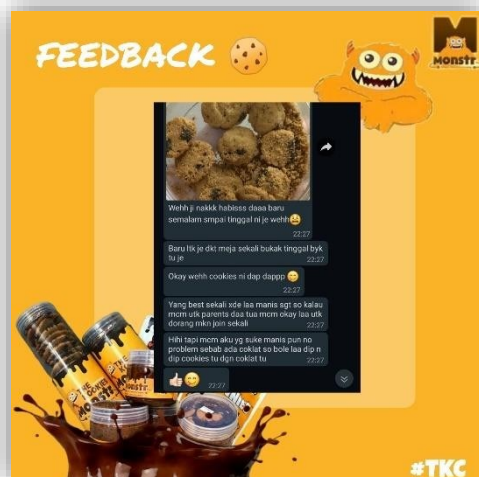 FEEDBACK
MONSTR
Wehh ji nakkk habisss daaa baru
semalam smpai tinggal ni je wehh😫
22:27
Baru ltk je dkt meja sekali bukak tinggal byk
tu je
22:27
Okay wehh cookies ni dap dappp 😋
22:27
Yang best sekali xde laa manis sgt so kalau
mcm utk parents daa tua mcm okay laa utk
dorang mkn join sekali
22:27
Hihi tapi mcm aku yg suke manis pun no
problem sebab ada coklat so bole laa dip n
dip cookies tu dgn coklat tu
22:27
👍🏻😋
22:27
MONSTR
#TKC